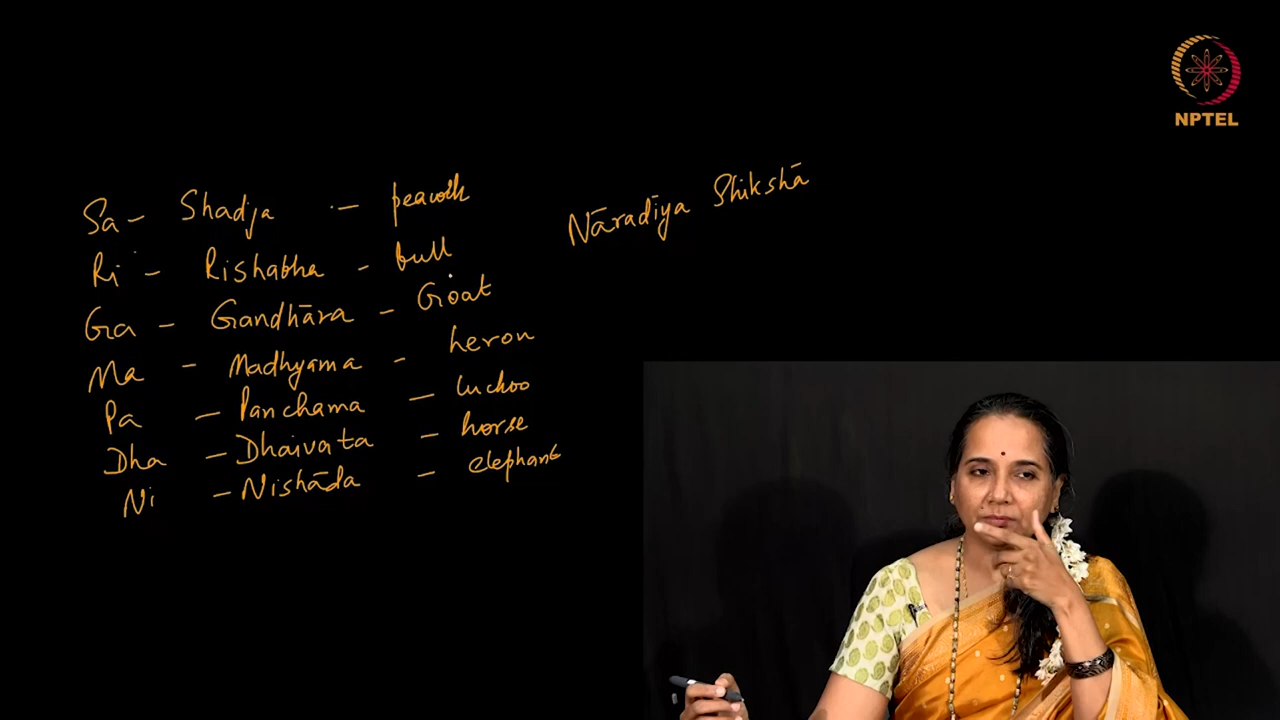 NPTEL
Sa - Shadja - peacock
Nāradīya Shikshā
Ri - Rishabha - bull
Ga - Gandhāra - Goat
Ma - Madhyama - heron
Pa - Panchama - cuckoo
Dha - Dhaivata - horse
Ni - Nishāda - elephant